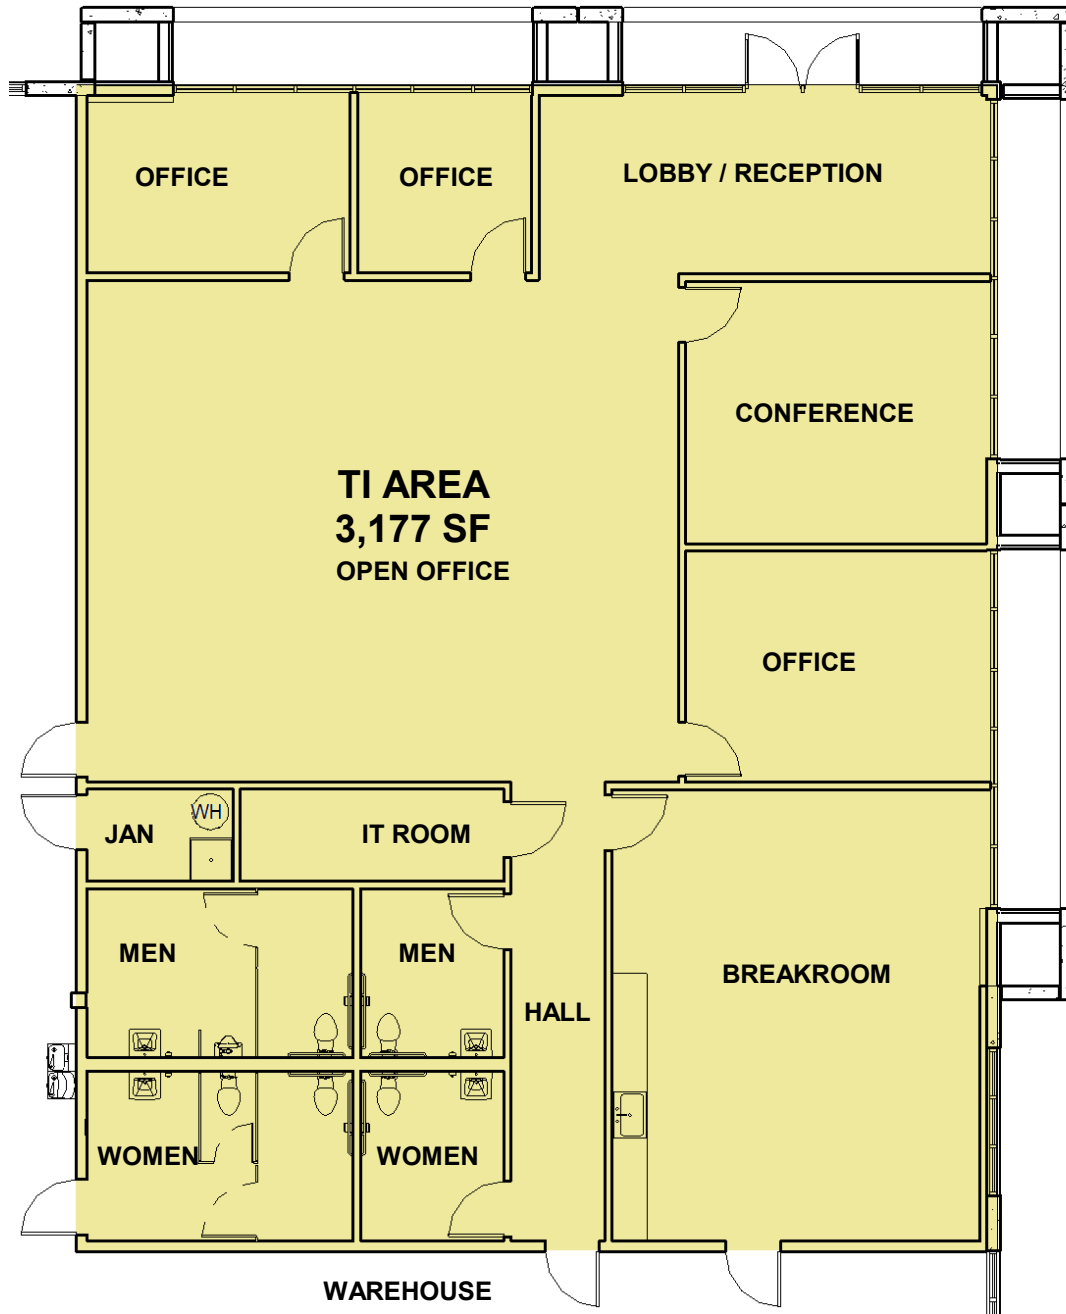 OFFICE
OFFICE
LOBBY / RECEPTION
CONFERENCE
TI AREA
3,177 SF
OPEN OFFICE
OFFICE
WH
JAN
IT ROOM
MEN
MEN
BREAKROOM
HALL
WOMEN
WOMEN
WAREHOUSE